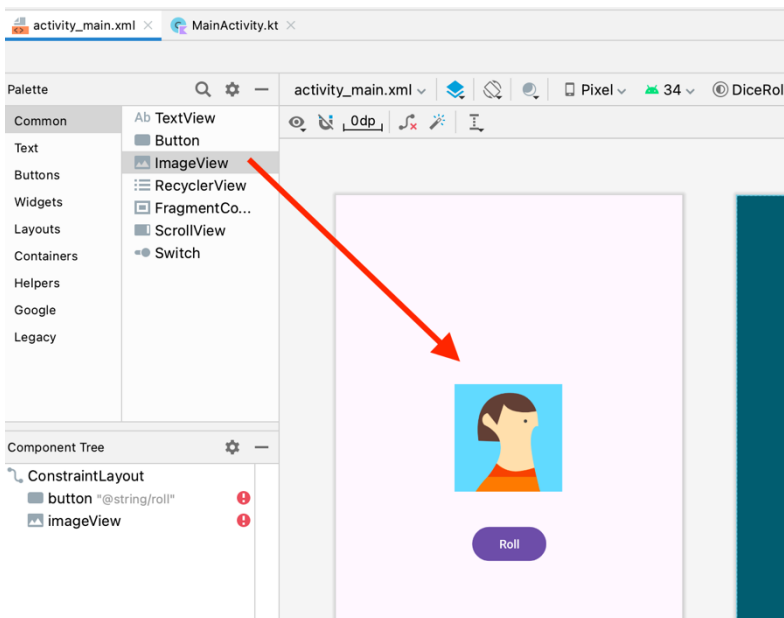 activity_main.xml MainActivity.kt
Palette
activity_main.xml Pixel 34 DiceRol
Common
Text
Buttons
Widgets
Layouts
Containers
Helpers
Google
Legacy
Ab TextView
Button
ImageView
RecyclerView
FragmentCo...
ScrollView
Switch
0dp
Component Tree
ConstraintLayout
button "@string/roll"
imageView
Roll